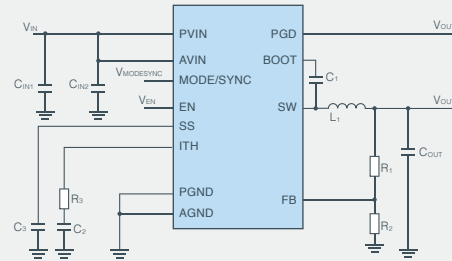 VIN
PVIN
PGD
VOUT
AVIN
BOOT
CIN1
CIN2
VMODESYNC
MODE/SYNC
C1
VEN
EN
SW
VOUT
L1
SS
ITH
COUT
R1
R3
PGND
FB
AGND
C3
C2
R2